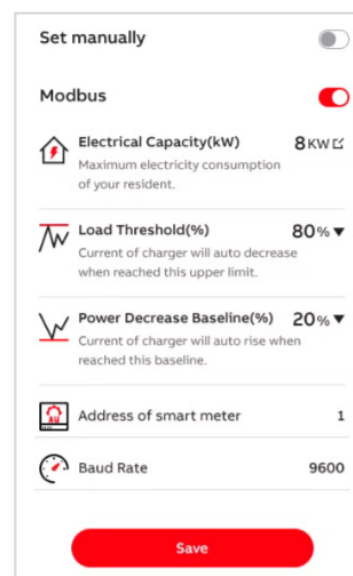 Set manually
Modbus
Electrical Capacity(kW) 8 KW
Maximum electricity consumption
of your resident.
Load Threshold(%) 80% ▼
Current of charger will auto decrease
when reached this upper limit.
Power Decrease Baseline(%) 20% ▼
Current of charger will auto rise when
reached this baseline.
Address of smart meter 1
Baud Rate 9600
Save